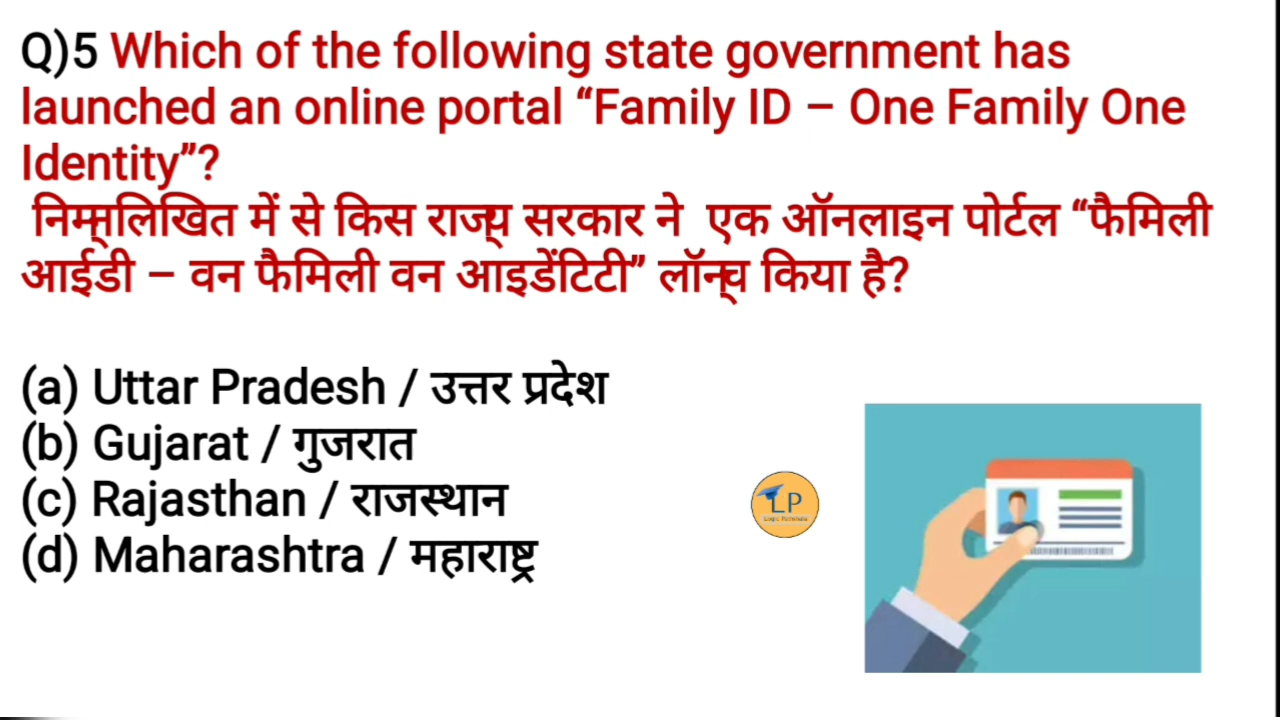 Q)5 Which of the following state government has
launched an online portal “Family ID – One Family One
Identity”?
निम्नलिखित में से किस राज्य सरकार ने एक ऑनलाइन पोर्टल “फैमिली
आईडी – वन फैमिली वन आइडेंटिटी” लॉन्च किया है?
(a) Uttar Pradesh / उत्तर प्रदेश
(b) Gujarat / गुजरात
(c) Rajasthan / राजस्थान
(d) Maharashtra / महाराष्ट्र
LP